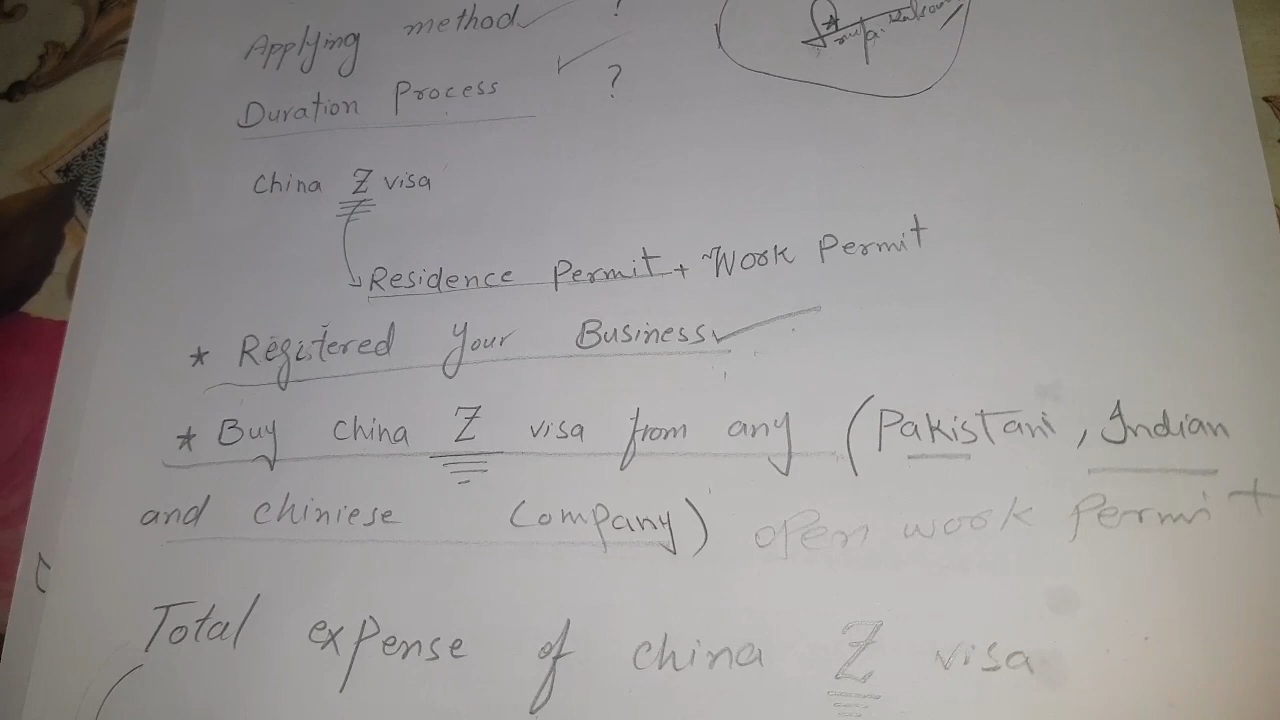 Applying method ?
Duration Process ?
China Z visa
Residence Permit + Work Permit
* Registered your Business
* Buy china Z visa from any (Pakistani, Indian
and chiniese Company) open work Permit
Total expense of china Z visa